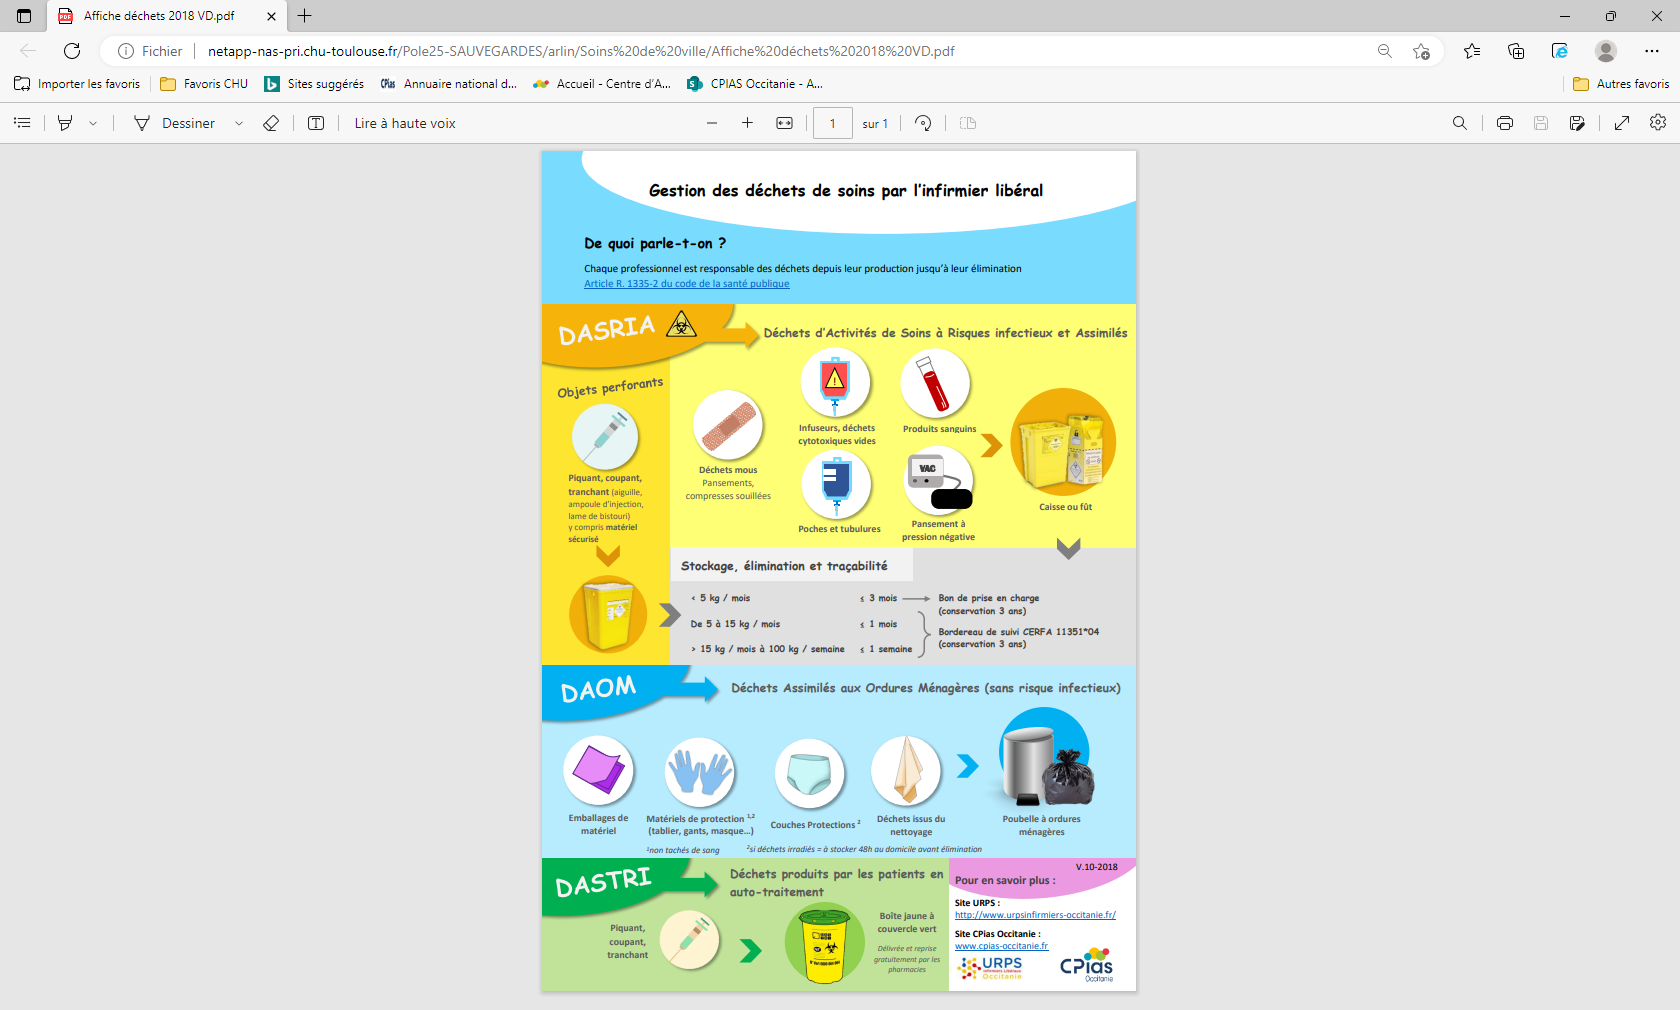 Affiche déchets 2018 VD.pdf
Fichier
netapp-nas-pri.chu-toulouse.fr/Pole25-SAUVEGARDES/arlin/Soins%20de%20ville/Affiche%20déchets%202018%20VD.pdf
Importer les favoris
Favoris CHU
Sites suggérés
Annuaire national d...
Accueil - Centre d'A...
CPIAS Occitanie - A...
Autres favoris
Dessiner
Lire à haute voix
1
sur 1
Gestion des déchets de soins par l'infirmier libéral
De quoi parle-t-on ?
Chaque professionnel est responsable des déchets depuis leur production jusqu'à leur élimination
Article R. 1335-2 du code de la santé publique
DASRIA
Déchets d'Activités de Soins à Risques infectieux et Assimilés
Objets perforants
Piquant, coupant,
tranchant (aiguille,
ampoule d'injection,
lame de bistouri)
y compris matériel
sécurisé
Déchets mous
Pansements,
compresses souillées
Infuseurs, déchets
cytotoxiques vides
Produits sanguins
Poches et tubulures
VAC
Pansement à
pression négative
Caisse ou fût
Stockage, élimination et traçabilité
< 5 kg / mois
≤ 3 mois
Bon de prise en charge
(conservation 3 ans)
De 5 à 15 kg / mois
≤ 1 mois
Bordereau de suivi CERFA 11351*04
(conservation 3 ans)
> 15 kg / mois à 100 kg / semaine
≤ 1 semaine
DAOM
Déchets Assimilés aux Ordures Ménagères (sans risque infectieux)
Emballages de
matériel
Matériels de protection 1,2
(tablier, gants, masque...)
Couches Protections 2
Déchets issus du
nettoyage
Poubelle à ordures
ménagères
1non tachés de sang
2si déchets irradiés = à stocker 48h au domicile avant élimination
DASTRI
Déchets produits par les patients en
auto-traitement
Piquant,
coupant,
tranchant
Boîte jaune à
couvercle vert
Délivrée et reprise
gratuitement par les
pharmacies
V.10-2018
Pour en savoir plus :
Site URPS :
http://www.urpsinfirmiers-occitanie.fr/
Site CPias Occitanie :
www.cpias-occitanie.fr
URPS
Infirmiers Libéraux
Occitanie
CPias
Occitanie